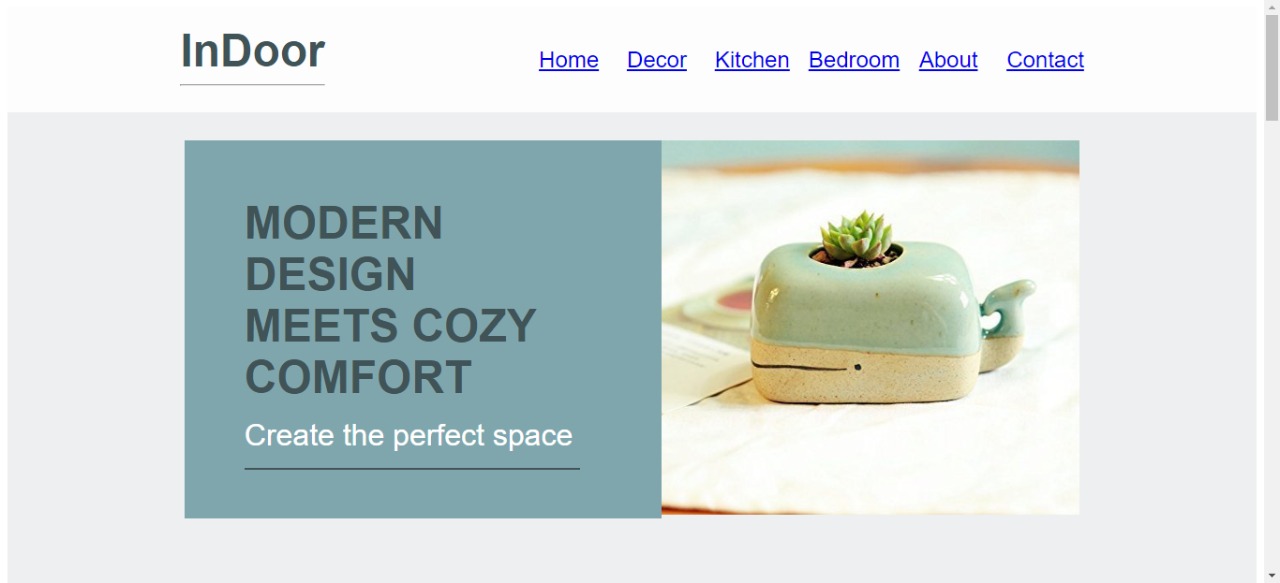 InDoor
Home Decor Kitchen Bedroom About Contact
MODERN
DESIGN
MEETS COZY
COMFORT
Create the perfect space